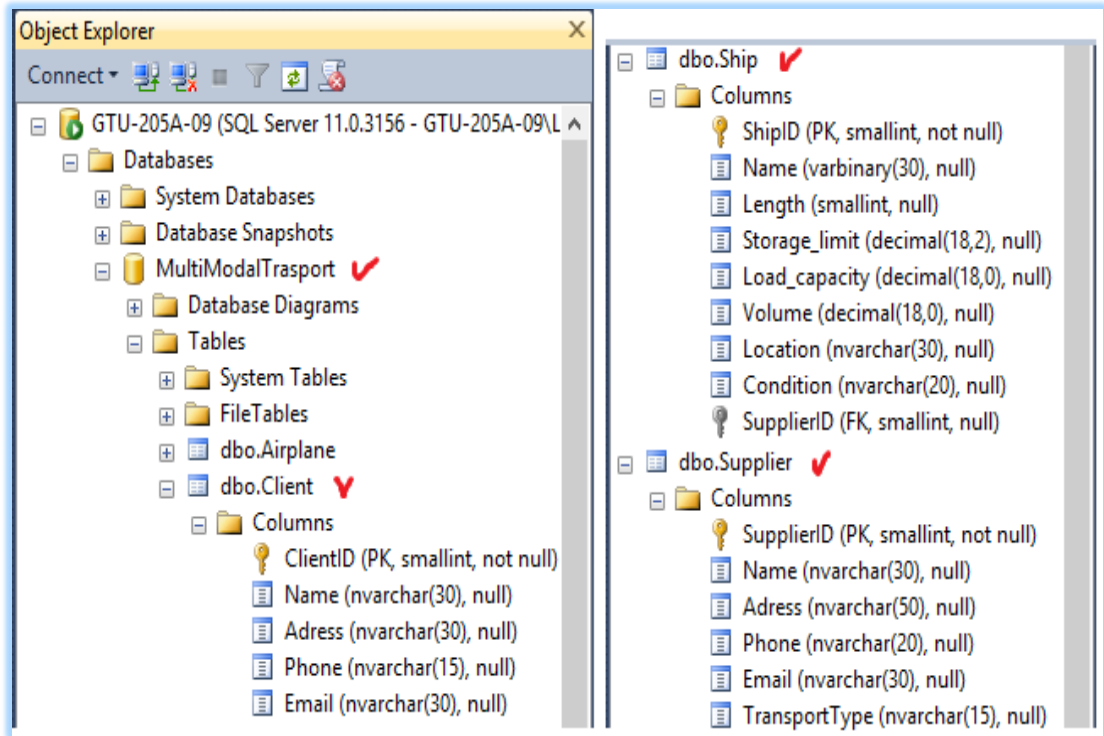 Object Explorer
Connect
GTU-205A-09 (SQL Server 11.0.3156 - GTU-205A-09\L
Databases
System Databases
Database Snapshots
MultiModalTrasport
Database Diagrams
Tables
System Tables
FileTables
dbo.Airplane
dbo.Client
Columns
ClientID (PK, smallint, not null)
Name (nvarchar(30), null)
Adress (nvarchar(30), null)
Phone (nvarchar(15), null)
Email (nvarchar(30), null)
dbo.Ship
Columns
ShipID (PK, smallint, not null)
Name (varbinary(30), null)
Length (smallint, null)
Storage_limit (decimal(18,2), null)
Load_capacity (decimal(18,0), null)
Volume (decimal(18,0), null)
Location (nvarchar(30), null)
Condition (nvarchar(20), null)
SupplierID (FK, smallint, null)
dbo.Supplier
Columns
SupplierID (PK, smallint, not null)
Name (nvarchar(30), null)
Adress (nvarchar(50), null)
Phone (nvarchar(20), null)
Email (nvarchar(30), null)
TransportType (nvarchar(15), null)